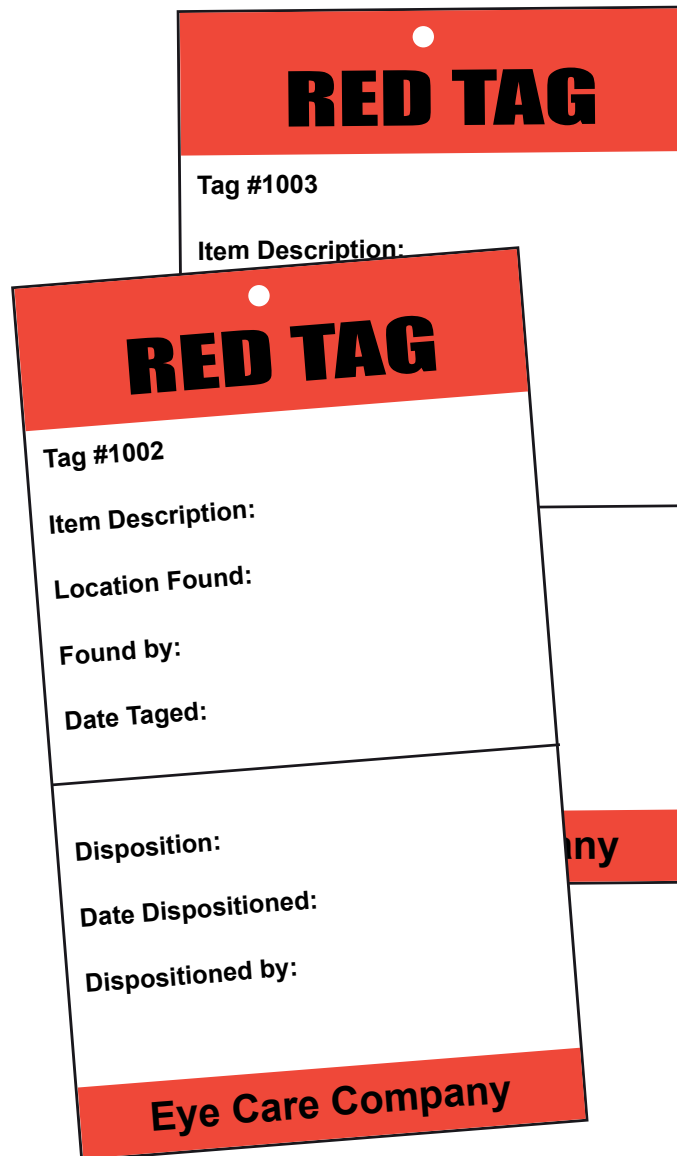 RED TAG
Tag #1003
Item Description:
RED TAG
Tag #1002
Item Description:
Location Found:
Found by:
Date Taged:
Disposition:
Date Dispositioned:
Dispositioned by:
Eye Care Company